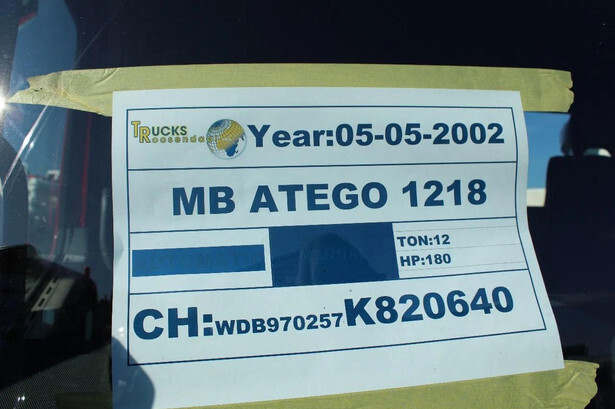 TRUCKS
Roosendaal
Year:05-05-2002
MB ATEGO 1218
TON:12
HP:180
CH:WDB970257K820640